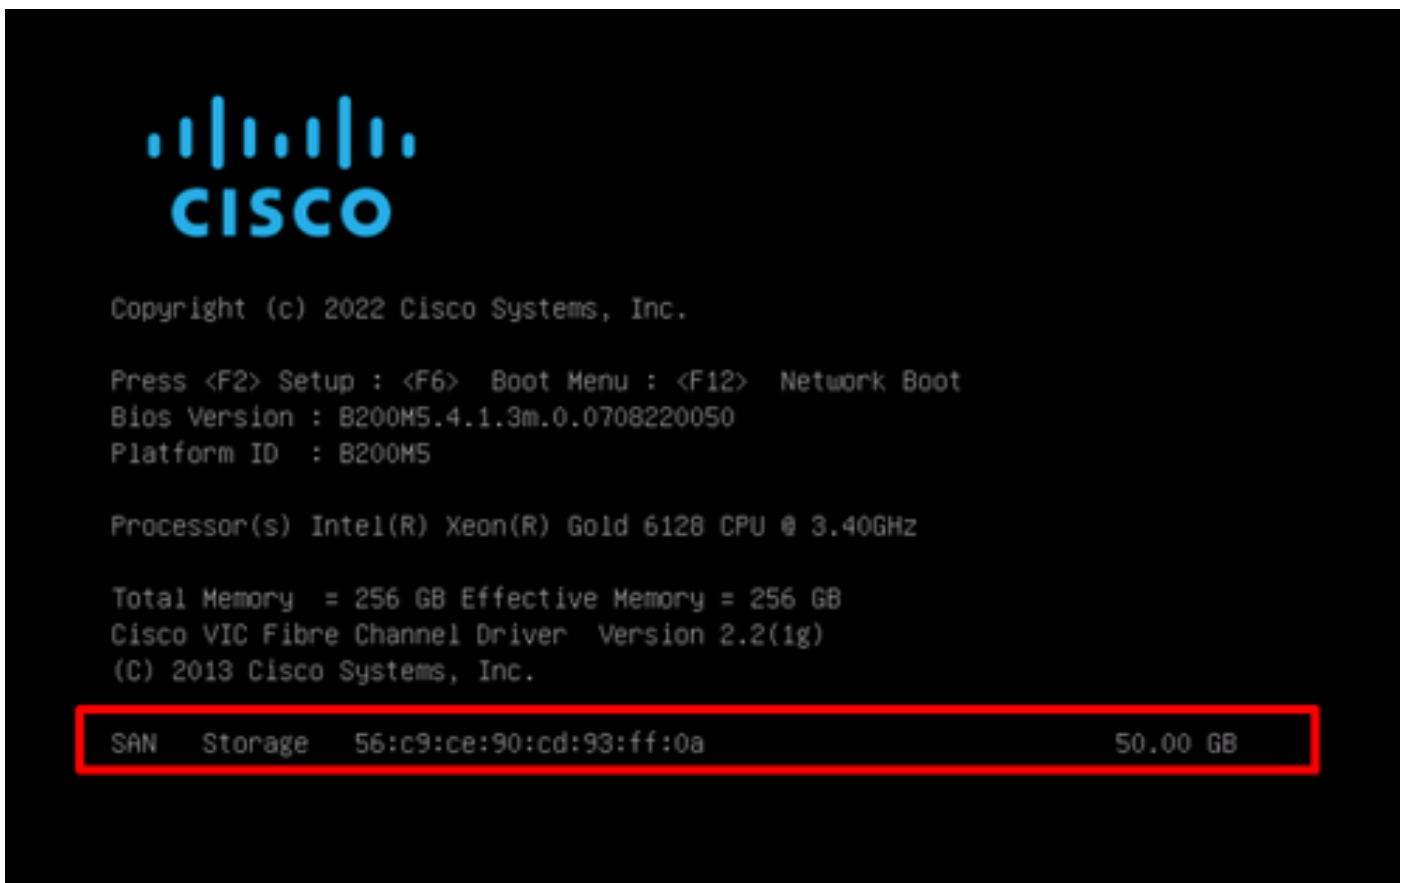 CISCO
Copyright (c) 2022 Cisco Systems, Inc.
Press <F2> Setup : <F6>  Boot Menu : <F12>  Network Boot
Bios Version : B200M5.4.1.3m.0.0708220050
Platform ID  : B200M5
Processor(s) Intel(R) Xeon(R) Gold 6128 CPU @ 3.40GHz
Total Memory  = 256 GB Effective Memory = 256 GB
Cisco VIC Fibre Channel Driver  Version 2.2(1g)
(C) 2013 Cisco Systems, Inc.
SAN   Storage   56:c9:ce:90:cd:93:ff:0a   50.00 GB